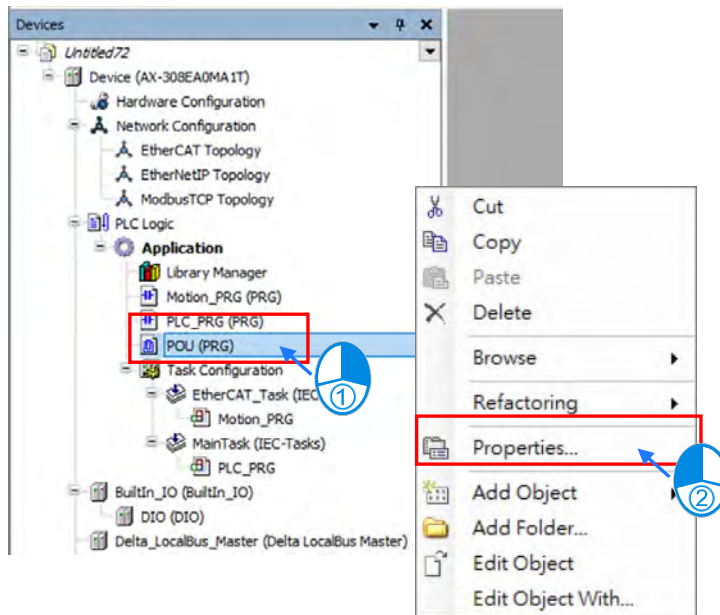 Devices
Untitled72
Device (AX-308EA0MA1T)
Hardware Configuration
Network Configuration
EtherCAT Topology
EtherNetIP Topology
ModbusTCP Topology
PLC Logic
Application
Library Manager
Motion_PRG (PRG)
PLC_PRG (PRG)
POU (PRG)
Task Configuration
EtherCAT_Task (IEC
Motion_PRG
MainTask (IEC-Tasks)
PLC_PRG
BuiltIn_IO (BuiltIn_IO)
DIO (DIO)
Delta_LocalBus_Master (Delta LocalBus Master)
①
Cut
Copy
Paste
Delete
Browse
Refactoring
Properties...
②
Add Object
Add Folder...
Edit Object
Edit Object With...